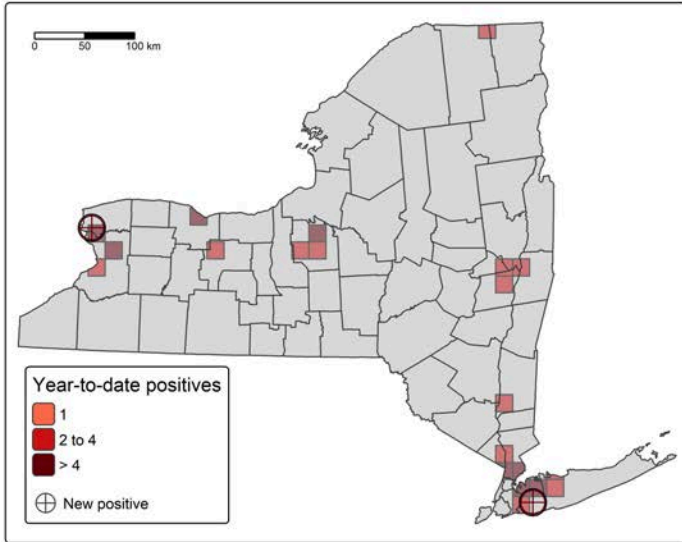 0 50 100 km
Year-to-date positives
1
2 to 4
> 4
New positive